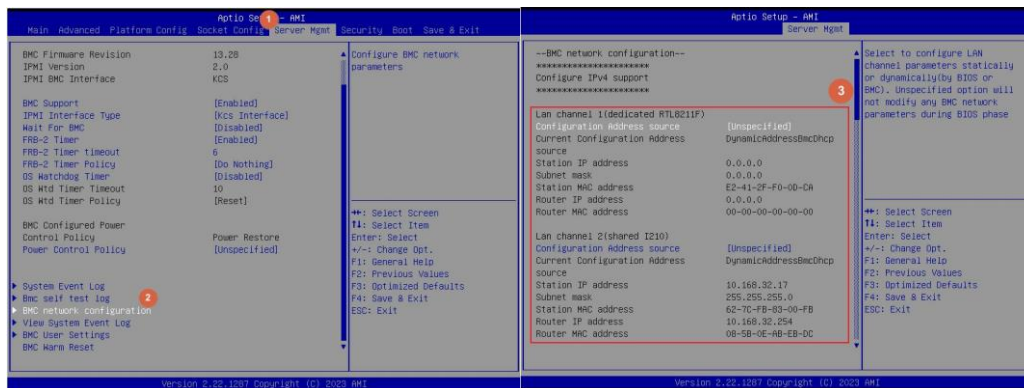 Aptio Se 1 - AMI
Main Advanced Platform Config Socket Config Server Mgmt Security Boot Save & Exit
BMC Firmware Revision 13.28
IPMI Version 2.0
IPMI BMC Interface KCS
BMC Support [Enabled]
IPMI Interface Type [Kcs Interface]
Wait For BMC [Disabled]
FRB-2 Timer [Enabled]
FRB-2 Timer timeout 6
FRB-2 Timer Policy [Do Nothing]
OS Watchdog Timer [Disabled]
OS Wtd Timer Timeout 10
OS Wtd Timer Policy [Reset]
BMC Configured Power
Control Policy Power Restore
Power Control Policy [Unspecified]
System Event Log
Bmc self test log
2
BMC network configuration
View System Event Log
BMC User Settings
BMC Warm Reset
Configure BMC network
parameters
→←: Select Screen
↑↓: Select Item
Enter: Select
+/-: Change Opt.
F1: General Help
F2: Previous Values
F3: Optimized Defaults
F4: Save & Exit
ESC: Exit
Version 2.22.1287 Copyright (C) 2023 AMI
Aptio Setup - AMI
Server Mgmt
--BMC network configuration--
**********************
Configure IPv4 support
**********************
3
Lan channel 1(dedicated RTL8211F)
Configuration Address source [Unspecified]
Current Configuration Address DynamicAddressBmcDhcp
source
Station IP address 0.0.0.0
Subnet mask 0.0.0.0
Station MAC address E2-41-2F-F0-0D-CA
Router IP address 0.0.0.0
Router MAC address 00-00-00-00-00-00
Lan channel 2(shared I210)
Configuration Address source [Unspecified]
Current Configuration Address DynamicAddressBmcDhcp
source
Station IP address 10.168.32.17
Subnet mask 255.255.255.0
Station MAC address 62-7C-FB-83-00-FB
Router IP address 10.168.32.254
Router MAC address 08-5B-0E-AB-EB-DC
Select to configure LAN
channel parameters statically
or dynamically(by BIOS or
BMC). Unspecified option will
not modify any BMC network
parameters during BIOS phase
→←: Select Screen
↑↓: Select Item
Enter: Select
+/-: Change Opt.
F1: General Help
F2: Previous Values
F3: Optimized Defaults
F4: Save & Exit
ESC: Exit
Version 2.22.1287 Copyright (C) 2023 AMI